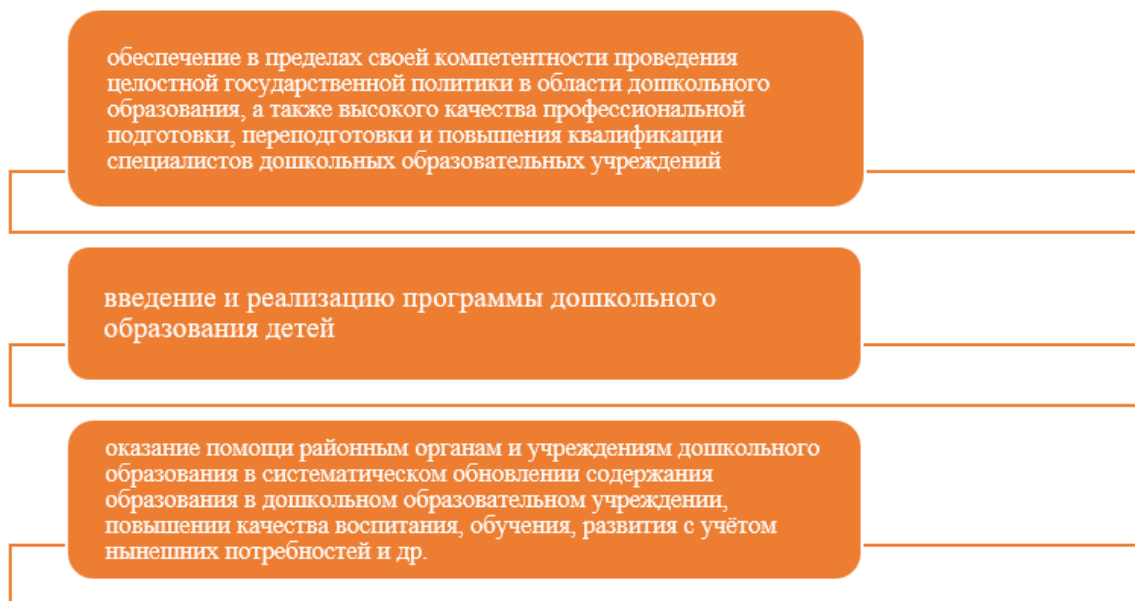 обеспечение в пределах своей компетентности проведения
целостной государственной политики в области дошкольного
образования, а также высокого качества профессиональной
подготовки, переподготовки и повышения квалификации
специалистов дошкольных образовательных учреждений
введение и реализацию программы дошкольного
образования детей
оказание помощи районным органам и учреждениям дошкольного
образования в систематическом обновлении содержания
образования в дошкольном образовательном учреждении,
повышении качества воспитания, обучения, развития с учётом
нынешних потребностей и др.